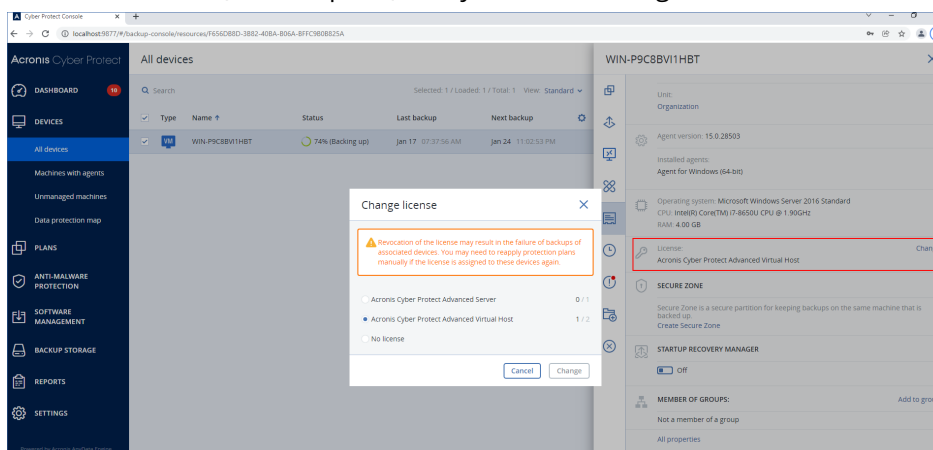 Cyber Protect Console
localhost:9877/#/backup-console/resources/F656DB8D-3882-40BA-B06A-BFFC980B825A
Acronis Cyber Protect
DASHBOARD 10
DEVICES
All devices
Machines with agents
Unmanaged machines
Data protection map
PLANS
ANTI-MALWARE
PROTECTION
SOFTWARE
MANAGEMENT
BACKUP STORAGE
REPORTS
SETTINGS
All devices
Search
Selected: 1 / Loaded: 1 / Total: 1 View: Standard
Type Name Status Last backup Next backup
VM WIN-P9C8BVI1HBT 74% (Backing up) Jan 17 07:37:56 AM Jan 24 11:02:53 PM
Change license
Revocation of the license may result in the failure of backups of
associated devices. You may need to reapply protection plans
manually if the license is assigned to these devices again.
Acronis Cyber Protect Advanced Server 0 / 1
Acronis Cyber Protect Advanced Virtual Host 1 / 2
No license
Cancel Change
WIN-P9C8BVI1HBT
Unit:
Organization
Agent version: 15.0.28503
Installed agents:
Agent for Windows (64-bit)
Operating system: Microsoft Windows Server 2016 Standard
CPU: Intel(R) Core(TM) i7-8650U CPU @ 1.90GHz
RAM: 4.00 GB
License: Chan
Acronis Cyber Protect Advanced Virtual Host
SECURE ZONE
Secure Zone is a secure partition for keeping backups on the same machine that is
backed up.
Create Secure Zone
STARTUP RECOVERY MANAGER
Off
MEMBER OF GROUPS: Add to gro
Not a member of a group
All properties